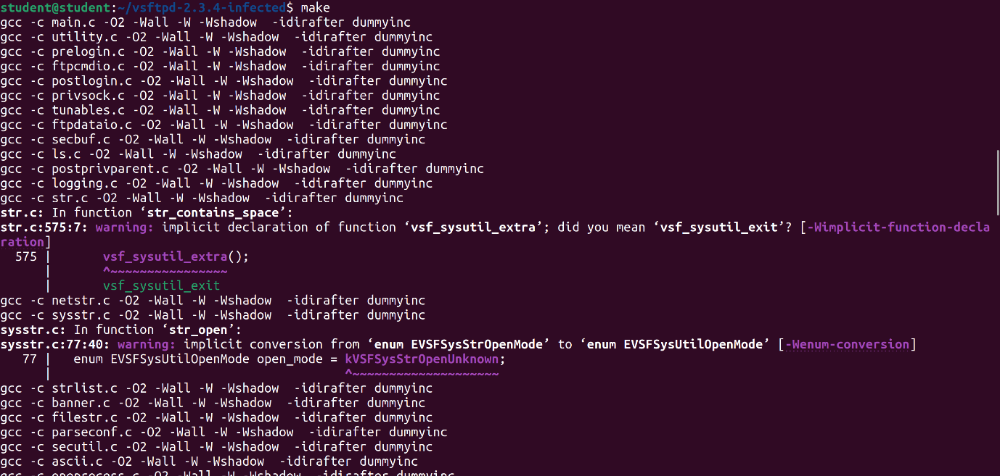 student@student:~/vsftpd-2.3.4-infected$ make
gcc -c main.c -O2 -Wall -W -Wshadow  -idirafter dummyinc
gcc -c utility.c -O2 -Wall -W -Wshadow  -idirafter dummyinc
gcc -c prelogin.c -O2 -Wall -W -Wshadow  -idirafter dummyinc
gcc -c ftpcmdio.c -O2 -Wall -W -Wshadow  -idirafter dummyinc
gcc -c postlogin.c -O2 -Wall -W -Wshadow  -idirafter dummyinc
gcc -c privsock.c -O2 -Wall -W -Wshadow  -idirafter dummyinc
gcc -c tunables.c -O2 -Wall -W -Wshadow  -idirafter dummyinc
gcc -c ftpdataio.c -O2 -Wall -W -Wshadow  -idirafter dummyinc
gcc -c secbuf.c -O2 -Wall -W -Wshadow  -idirafter dummyinc
gcc -c ls.c -O2 -Wall -W -Wshadow  -idirafter dummyinc
gcc -c postprivparent.c -O2 -Wall -W -Wshadow  -idirafter dummyinc
gcc -c logging.c -O2 -Wall -W -Wshadow  -idirafter dummyinc
gcc -c str.c -O2 -Wall -W -Wshadow  -idirafter dummyinc
str.c: In function ‘str_contains_space’:
str.c:575:7: warning: implicit declaration of function ‘vsf_sysutil_extra’; did you mean ‘vsf_sysutil_exit’? [-Wimplicit-function-decla
ration]
  575 |       vsf_sysutil_extra();
      |       ^~~~~~~~~~~~~~~~~
      |       vsf_sysutil_exit
gcc -c netstr.c -O2 -Wall -W -Wshadow  -idirafter dummyinc
gcc -c sysstr.c -O2 -Wall -W -Wshadow  -idirafter dummyinc
sysstr.c: In function ‘str_open’:
sysstr.c:77:40: warning: implicit conversion from ‘enum EVSFSysStrOpenMode’ to ‘enum EVSFSysUtilOpenMode’ [-Wenum-conversion]
   77 |   enum EVSFSysUtilOpenMode open_mode = kVSFSysStrOpenUnknown;
      |                                        ^~~~~~~~~~~~~~~~~~~~~
gcc -c strlist.c -O2 -Wall -W -Wshadow  -idirafter dummyinc
gcc -c banner.c -O2 -Wall -W -Wshadow  -idirafter dummyinc
gcc -c filestr.c -O2 -Wall -W -Wshadow  -idirafter dummyinc
gcc -c parseconf.c -O2 -Wall -W -Wshadow  -idirafter dummyinc
gcc -c secutil.c -O2 -Wall -W -Wshadow  -idirafter dummyinc
gcc -c ascii.c -O2 -Wall -W -Wshadow  -idirafter dummyinc
gcc -c oneprocess.c -O2 -Wall -W -Wshadow  -idirafter dummyinc